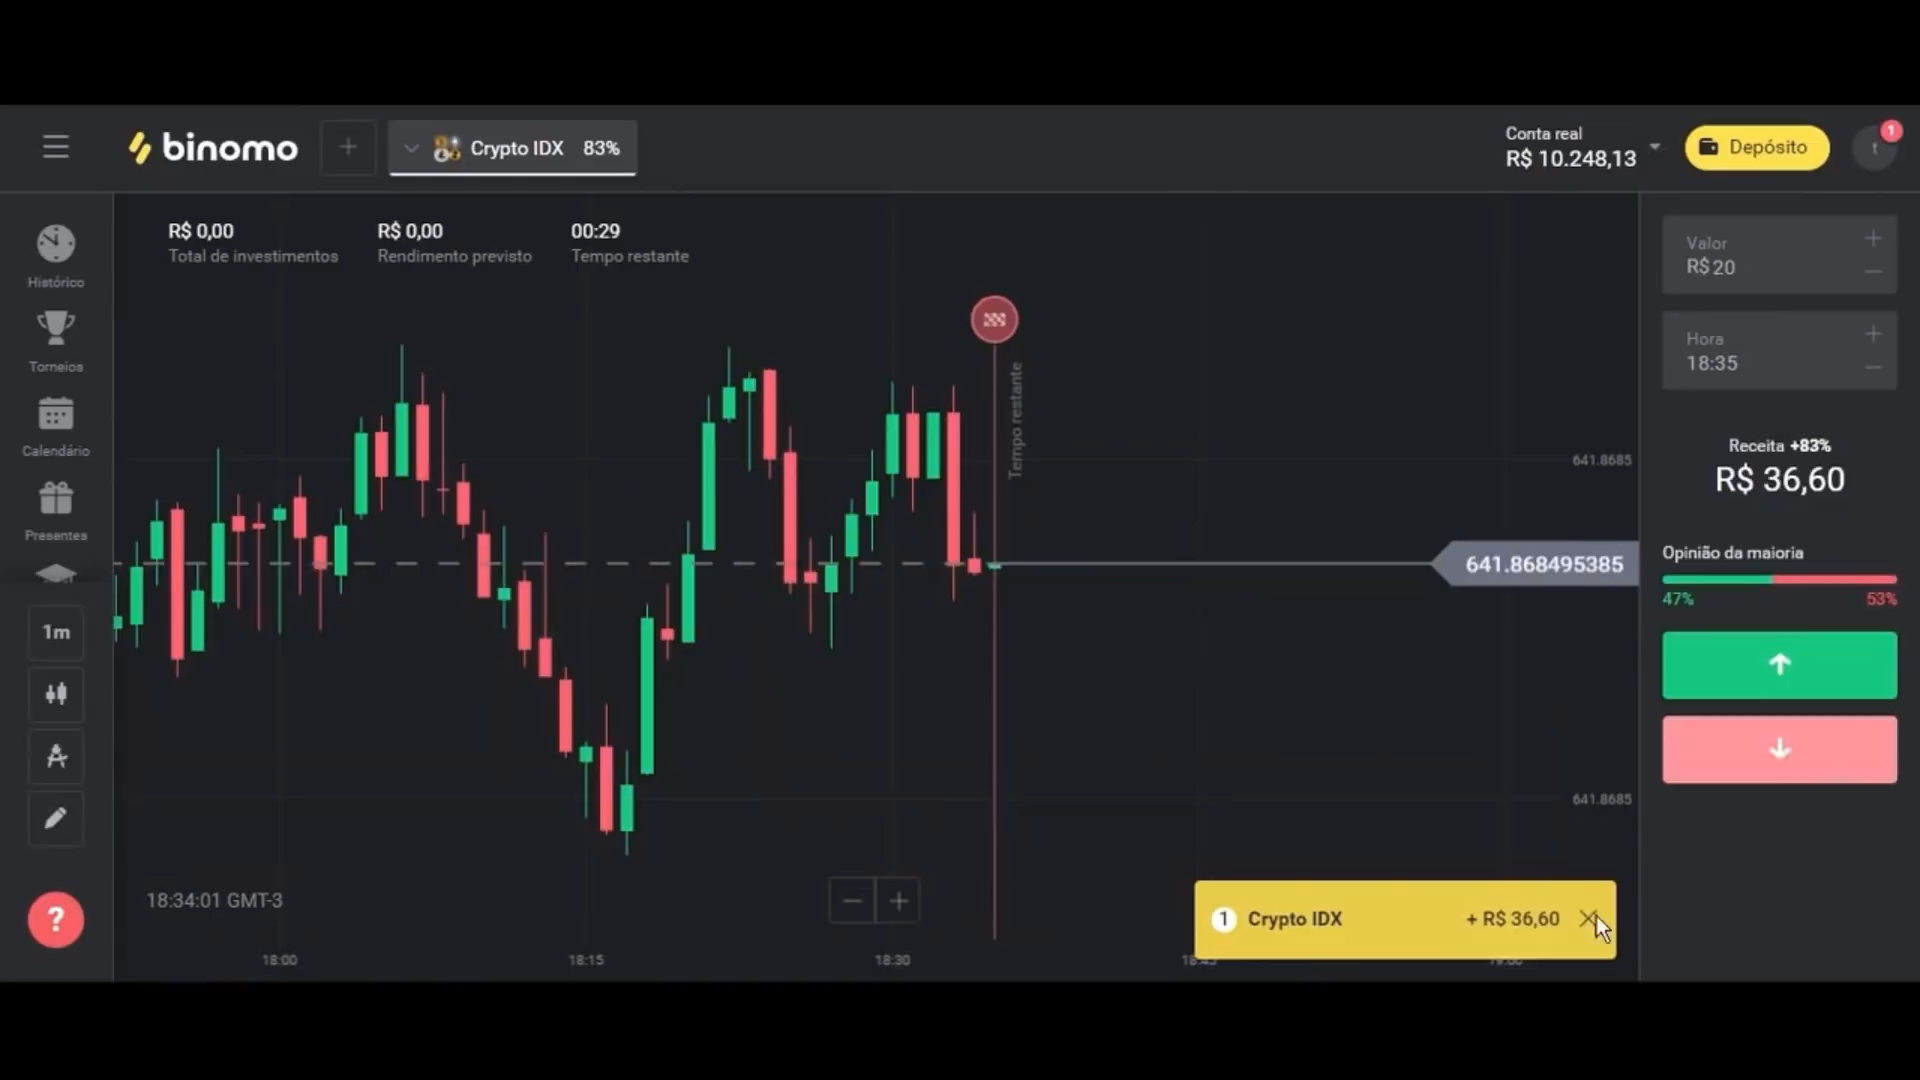 binomo
Crypto IDX 83%
Conta real
R$ 10.248,13
Depósito
1
t
R$ 0,00
Total de investimentos
R$ 0,00
Rendimento previsto
00:29
Tempo restante
Histórico
Torneios
Calendário
Presentes
1m
?
Tempo restante
641.8685
641.868495385
641.8685
Valor
R$ 20
Hora
18:35
Receita +83%
R$ 36,60
Opinião da maioria
47% 53%
18:34:01 GMT-3
1 Crypto IDX + R$ 36,60
18:00 18:15 18:30